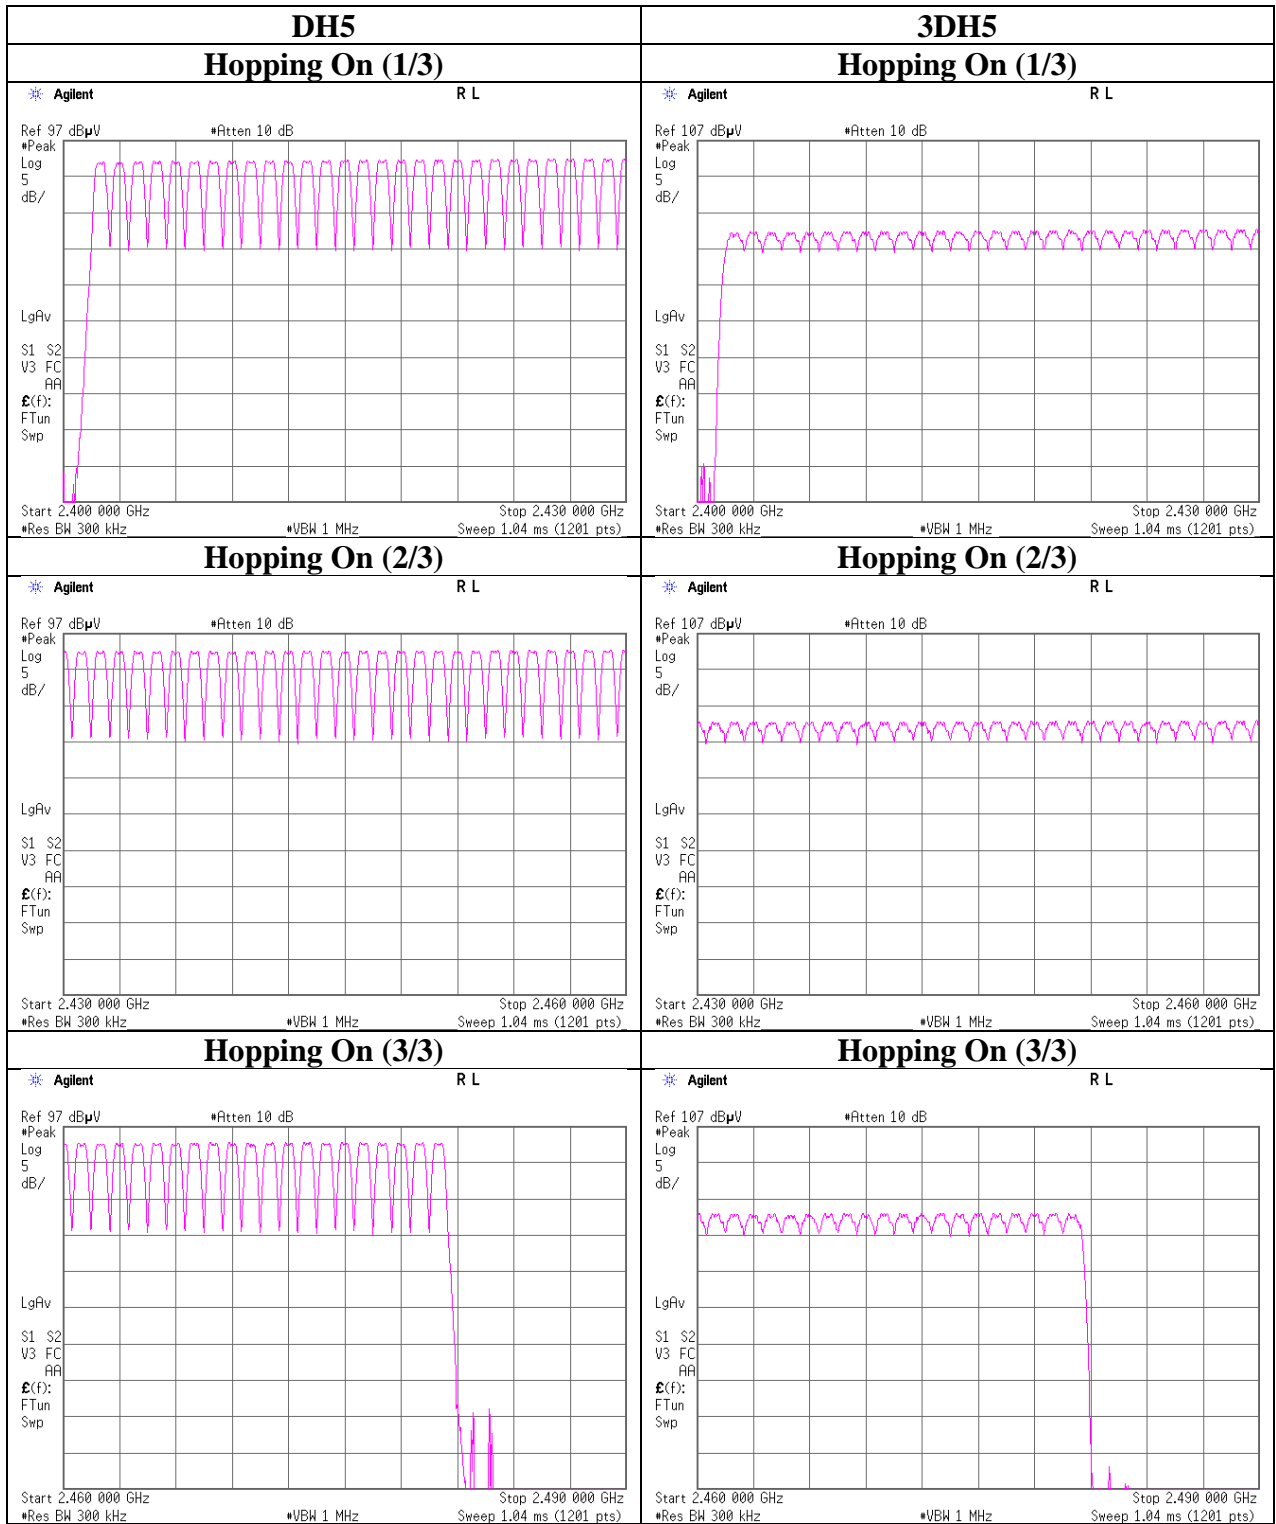 DH5
3DH5
Hopping On (1/3)
Hopping On (1/3)
Agilent
R L
Ref 97 dBµV
#Atten 10 dB
#Peak
Log
5
dB/
LgAv
S1 S2
V3 FC
AA
£(f):
FTun
Swp
Start 2.400 000 GHz
Stop 2.430 000 GHz
#Res BW 300 kHz
#VBW 1 MHz
Sweep 1.04 ms (1201 pts)
Agilent
R L
Ref 107 dBµV
#Atten 10 dB
#Peak
Log
5
dB/
LgAv
S1 S2
V3 FC
AA
£(f):
FTun
Swp
Start 2.400 000 GHz
Stop 2.430 000 GHz
#Res BW 300 kHz
#VBW 1 MHz
Sweep 1.04 ms (1201 pts)
Hopping On (2/3)
Hopping On (2/3)
Agilent
R L
Ref 97 dBµV
#Atten 10 dB
#Peak
Log
5
dB/
LgAv
S1 S2
V3 FC
AA
£(f):
FTun
Swp
Start 2.430 000 GHz
Stop 2.460 000 GHz
#Res BW 300 kHz
#VBW 1 MHz
Sweep 1.04 ms (1201 pts)
Agilent
R L
Ref 107 dBµV
#Atten 10 dB
#Peak
Log
5
dB/
LgAv
S1 S2
V3 FC
AA
£(f):
FTun
Swp
Start 2.430 000 GHz
Stop 2.460 000 GHz
#Res BW 300 kHz
#VBW 1 MHz
Sweep 1.04 ms (1201 pts)
Hopping On (3/3)
Hopping On (3/3)
Agilent
R L
Ref 97 dBµV
#Atten 10 dB
#Peak
Log
5
dB/
LgAv
S1 S2
V3 FC
AA
£(f):
FTun
Swp
Start 2.460 000 GHz
Stop 2.490 000 GHz
#Res BW 300 kHz
#VBW 1 MHz
Sweep 1.04 ms (1201 pts)
Agilent
R L
Ref 107 dBµV
#Atten 10 dB
#Peak
Log
5
dB/
LgAv
S1 S2
V3 FC
AA
£(f):
FTun
Swp
Start 2.460 000 GHz
Stop 2.490 000 GHz
#Res BW 300 kHz
#VBW 1 MHz
Sweep 1.04 ms (1201 pts)